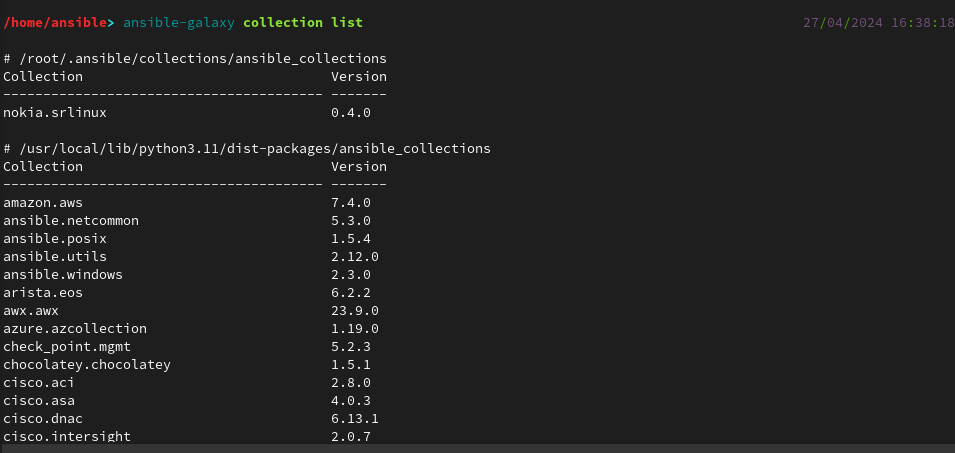 /home/ansible> ansible-galaxy collection list 27/04/2024 16:38:18
# /root/.ansible/collections/ansible_collections
Collection Version
---------------------------------------- -------
nokia.srlinux 0.4.0
# /usr/local/lib/python3.11/dist-packages/ansible_collections
Collection Version
---------------------------------------- -------
amazon.aws 7.4.0
ansible.netcommon 5.3.0
ansible.posix 1.5.4
ansible.utils 2.12.0
ansible.windows 2.3.0
arista.eos 6.2.2
awx.awx 23.9.0
azure.azcollection 1.19.0
check_point.mgmt 5.2.3
chocolatey.chocolatey 1.5.1
cisco.aci 2.8.0
cisco.asa 4.0.3
cisco.dnac 6.13.1
cisco.intersight 2.0.7